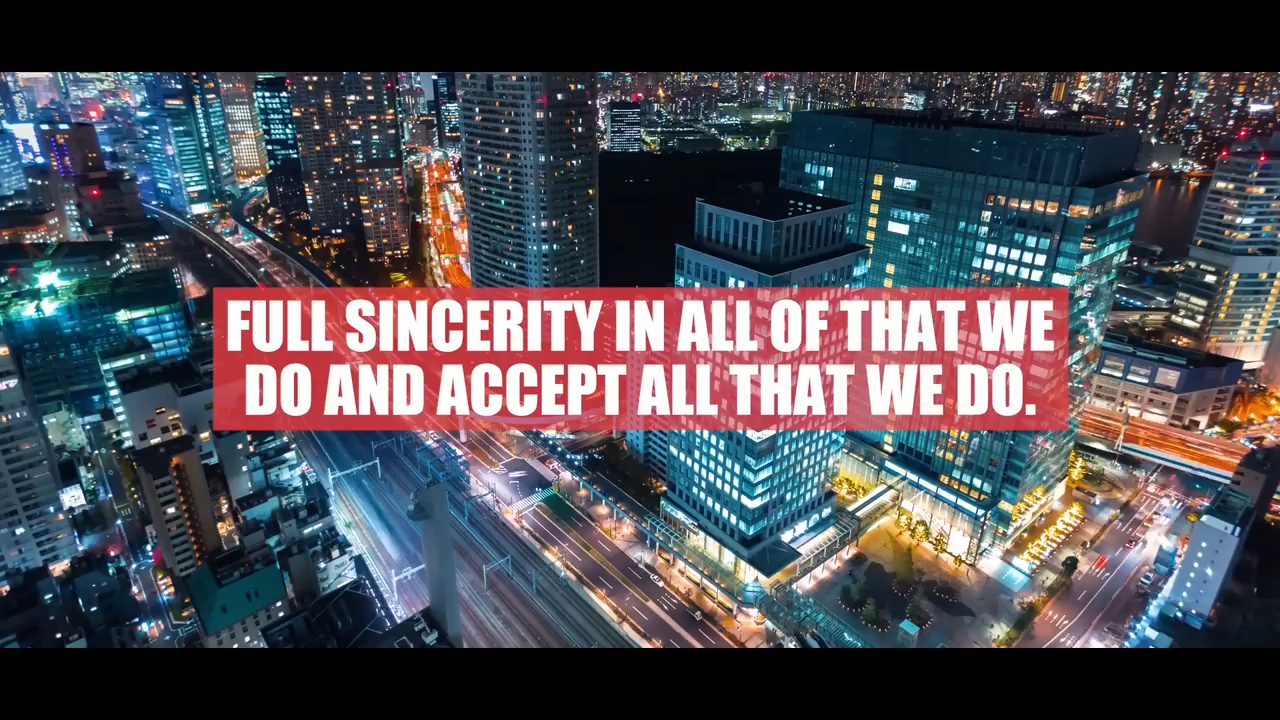 FULL SINCERITY IN ALL OF THAT WE
DO AND ACCEPT ALL THAT WE DO.